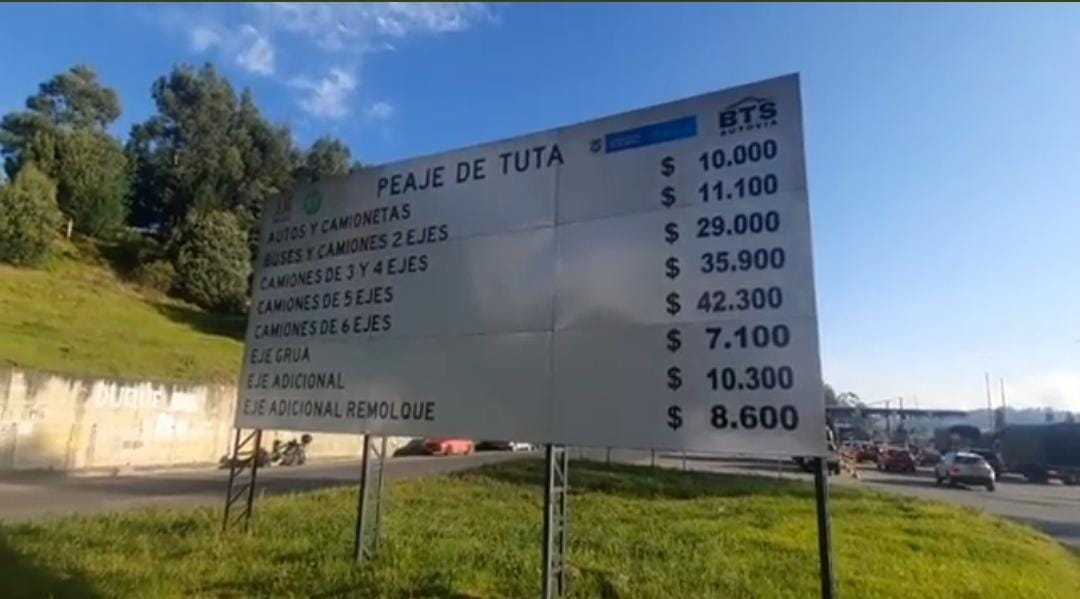 BTS
AUTOVIA
PEAJE DE TUTA
AUTOS Y CAMIONETAS $ 10.000
BUSES Y CAMIONES 2 EJES $ 11.100
CAMIONES DE 3 Y 4 EJES $ 29.000
CAMIONES DE 5 EJES $ 35.900
CAMIONES DE 6 EJES $ 42.300
EJE GRUA $ 7.100
EJE ADICIONAL $ 10.300
EJE ADICIONAL REMOLQUE $ 8.600